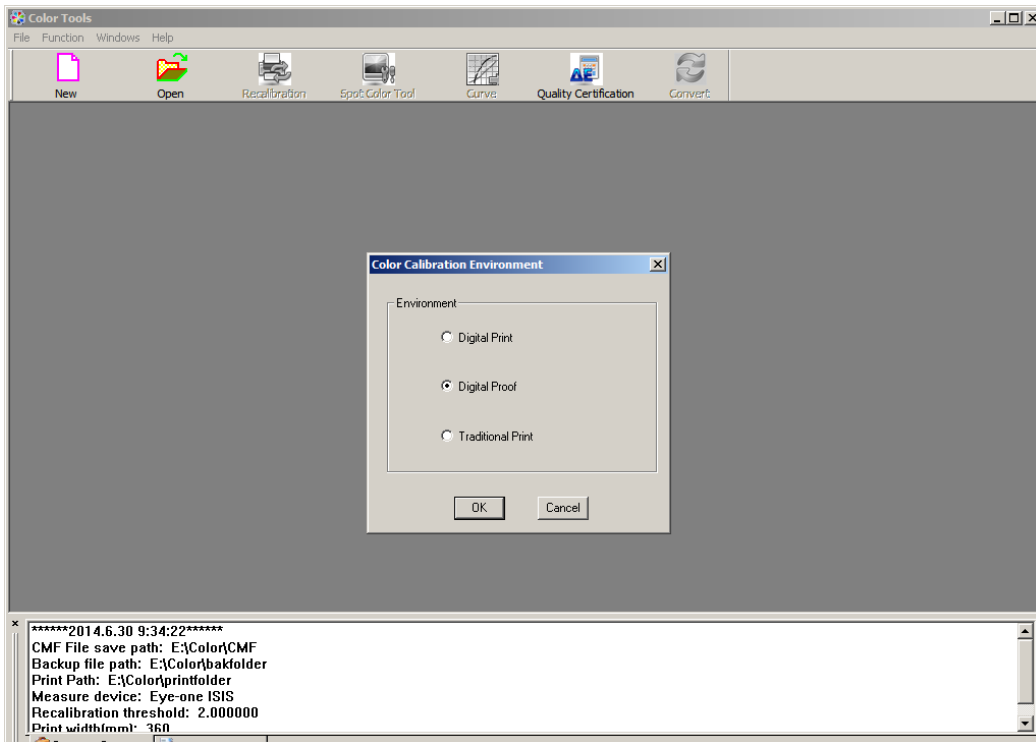 Color Tools
File Function Windows Help
New Open Recalibration Spot Color Tool Curve Quality Certification Convert
Color Calibration Environment
Environment
Digital Print
Digital Proof
Traditional Print
OK Cancel
******2014.6.30 9:34:22******
CMF File save path: E:\Color\CMF
Backup file path: E:\Color\bakfolder
Print Path: E:\Color\printfolder
Measure device: Eye-one ISIS
Recalibration threshold: 2.000000
Print width(mm): 360